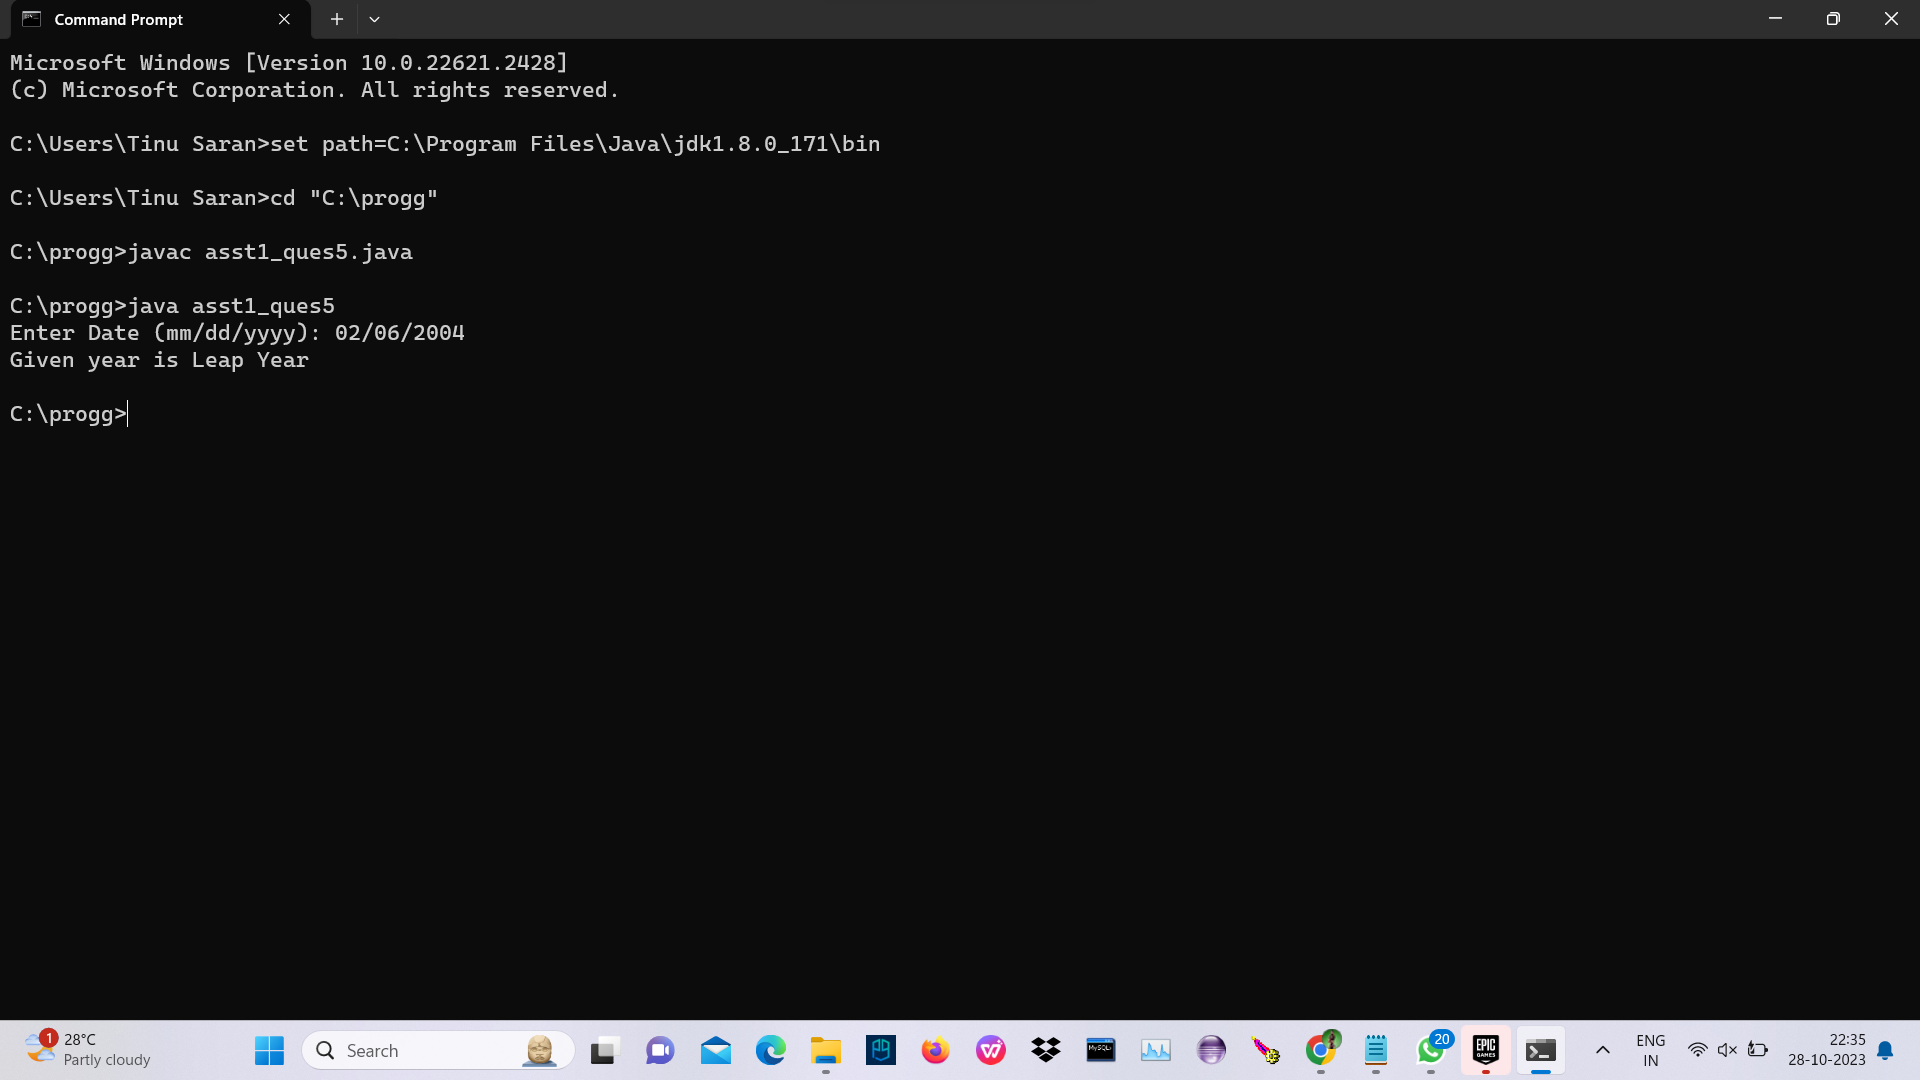 Command Prompt
Microsoft Windows [Version 10.0.22621.2428]
(c) Microsoft Corporation. All rights reserved.
C:\Users\Tinu Saran>set path=C:\Program Files\Java\jdk1.8.0_171\bin
C:\Users\Tinu Saran>cd "C:\progg"
C:\progg>javac asst1_ques5.java
C:\progg>java asst1_ques5
Enter Date (mm/dd/yyyy): 02/06/2004
Given year is Leap Year
C:\progg>
1
28°C
Partly cloudy
Search
MySQL
20
EPIC
GAMES
ENG
IN
22:35
28-10-2023